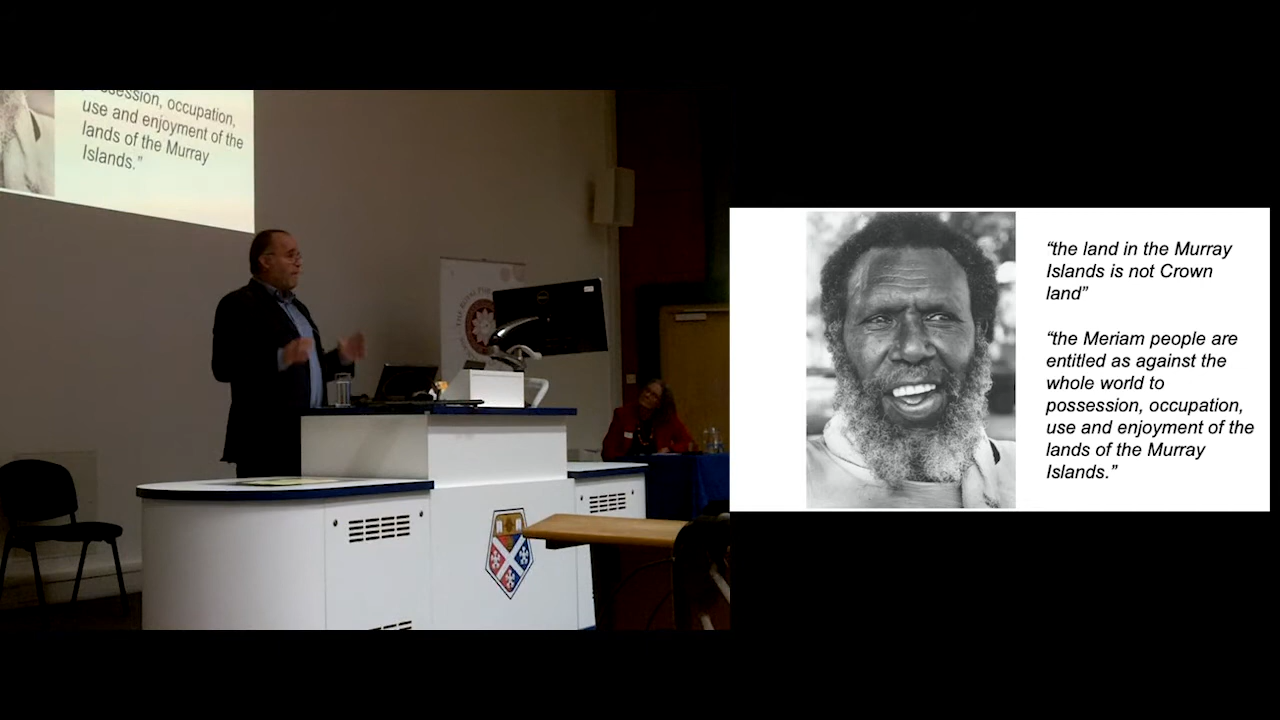 possession, occupation,
use and enjoyment of the
lands of the Murray
Islands.”
“the land in the Murray
Islands is not Crown
land”
“the Meriam people are
entitled as against the
whole world to
possession, occupation,
use and enjoyment of the
lands of the Murray
Islands.”